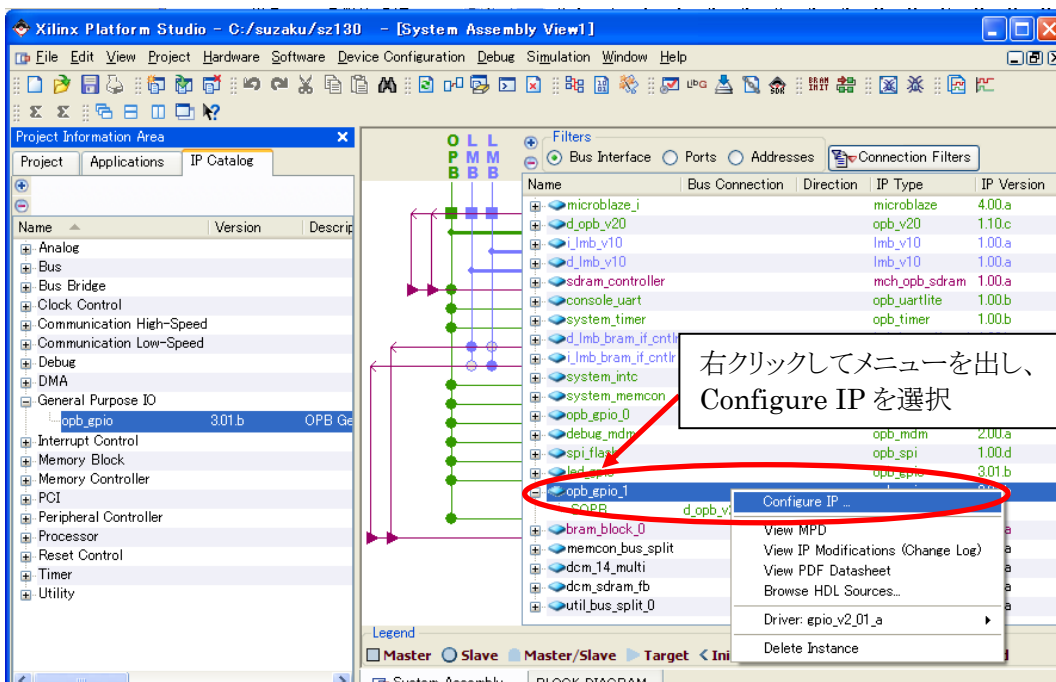 Xilinx Platform Studio - C:/suzaku/sz130 - [System Assembly View1]
File Edit View Project Hardware Software Device Configuration Debug Simulation Window Help
Project Information Area
Project Applications IP Catalog
Name Version Descrip
Analog
Bus
Bus Bridge
Clock Control
Communication High-Speed
Communication Low-Speed
Debug
DMA
General Purpose IO
opb_gpio 3.01.b OPB Ge
Interrupt Control
Memory Block
Memory Controller
PCI
Peripheral Controller
Processor
Reset Control
Timer
Utility
O L L
P M M
B B B
Filters
Bus Interface Ports Addresses Connection Filters
Name Bus Connection Direction IP Type IP Version
microblaze_i microblaze 4.00.a
d_opb_v20 opb_v20 1.10.c
i_lmb_v10 lmb_v10 1.00.a
d_lmb_v10 lmb_v10 1.00.a
sdram_controller mch_opb_sdram 1.00.a
console_uart opb_uartlite 1.00.b
system_timer opb_timer 1.00.b
d_lmb_bram_if_cntlr
i_lmb_bram_if_cntlr
system_intc
system_memcon
opb_gpio_0
debug_mdm opb_mdm 2.00.a
spi_flash opb_spi 1.00.d
led_gpio opb_gpio 3.01.b
opb_gpio_1
SOPB d_opb_v
bram_block_0 a
memcon_bus_split a
dcm_14_multi a
dcm_sdram_fb a
util_bus_split_0 a
右クリックしてメニューを出し、
Configure IP を選択
Configure IP ...
View MPD
View IP Modifications (Change Log)
View PDF Datasheet
Browse HDL Sources...
Driver: gpio_v2_01_a
Delete Instance
Legend
Master Slave Master/Slave Target Ini
System Assembly BLOCK DIAGRAM